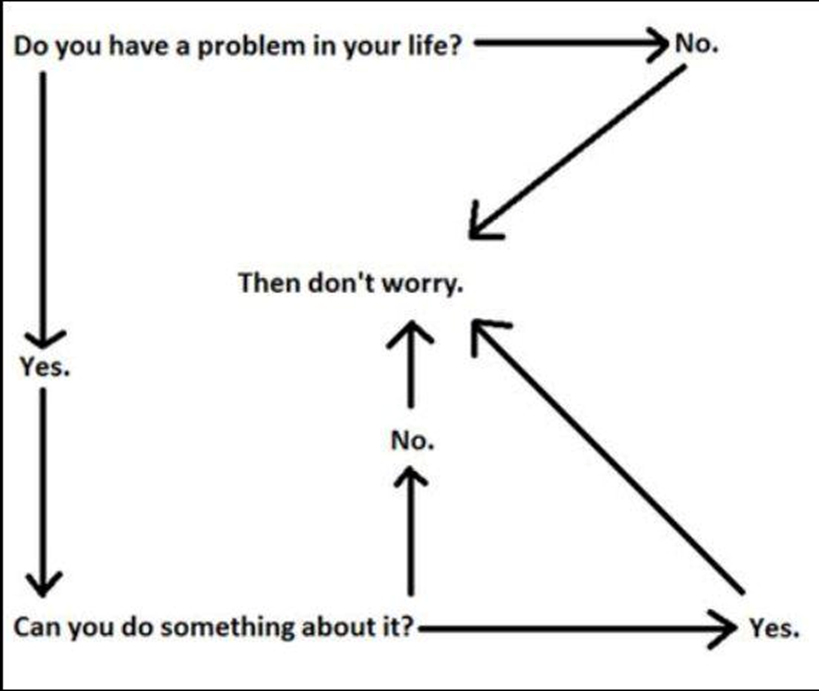 Do you have a problem in your life?
No.
Then don't worry.
Yes.
No.
Can you do something about it?
Yes.